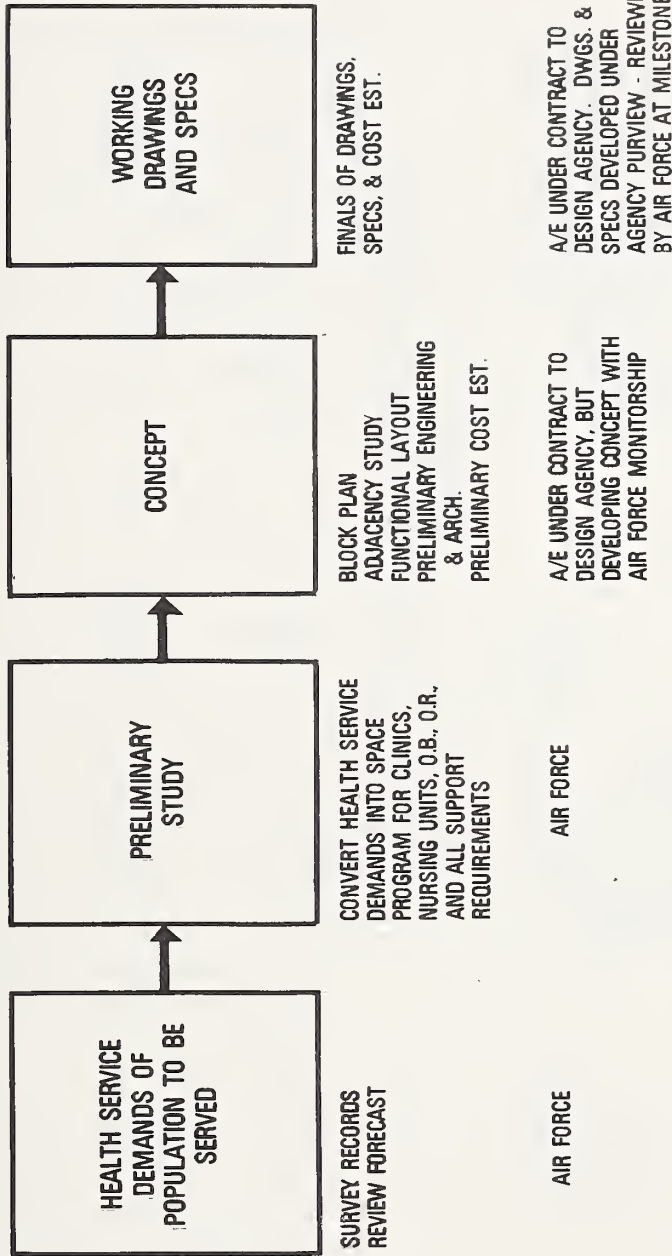 HEALTH SERVICE
DEMANDS OF
POPULATION TO BE
SERVED
SURVEY RECORDS
REVIEW FORECAST
AIR FORCE
PRELIMINARY
STUDY
CONVERT HEALTH SERVICE
DEMANDS INTO SPACE
PROGRAM FOR CLINICS,
NURSING UNITS, O.B., O.R.,
AND ALL SUPPORT
REQUIREMENTS
AIR FORCE
CONCEPT
BLOCK PLAN
ADJACENCY STUDY
FUNCTIONAL LAYOUT
PRELIMINARY ENGINEERING
& ARCH.
PRELIMINARY COST EST.
A/E UNDER CONTRACT TO
DESIGN AGENCY, BUT
DEVELOPING CONCEPT WITH
AIR FORCE MONITORSHIP
WORKING
DRAWINGS
AND SPECS
FINALS OF DRAWINGS,
SPECS, & COST EST.
A/E UNDER CONTRACT TO
DESIGN AGENCY. DWGS. &
SPECS DEVELOPED UNDER
AGENCY PURVIEW - REVIEWE
BY AIR FORCE AT MILESTONE